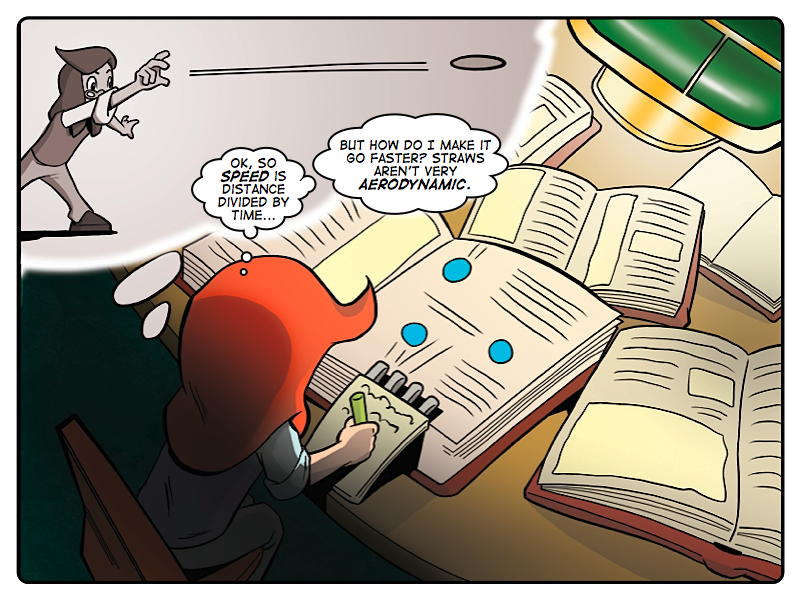 OK, SO
SPEED IS
DISTANCE
DIVIDED BY
TIME...
BUT HOW DO I MAKE IT
GO FASTER? STRAWS
AREN'T VERY
AERODYNAMIC.